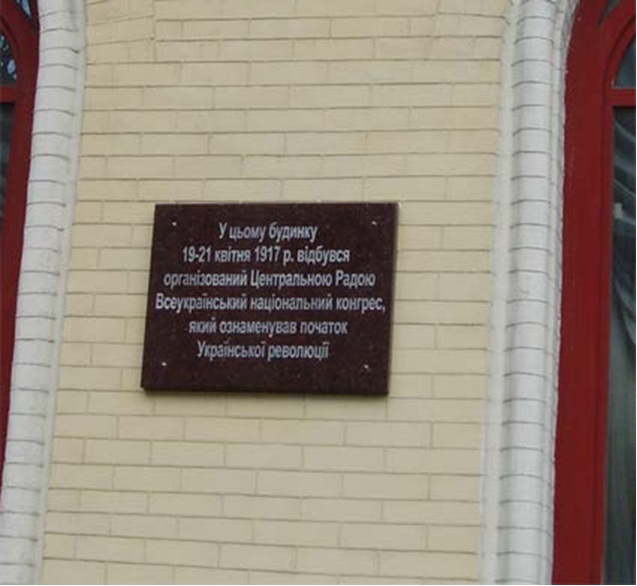 У цьому будинку
19-21 квітня 1917 р. відбувся
організований Центральною Радою
Всеукраїнський національний конгрес,
який ознаменував початок
Української революції